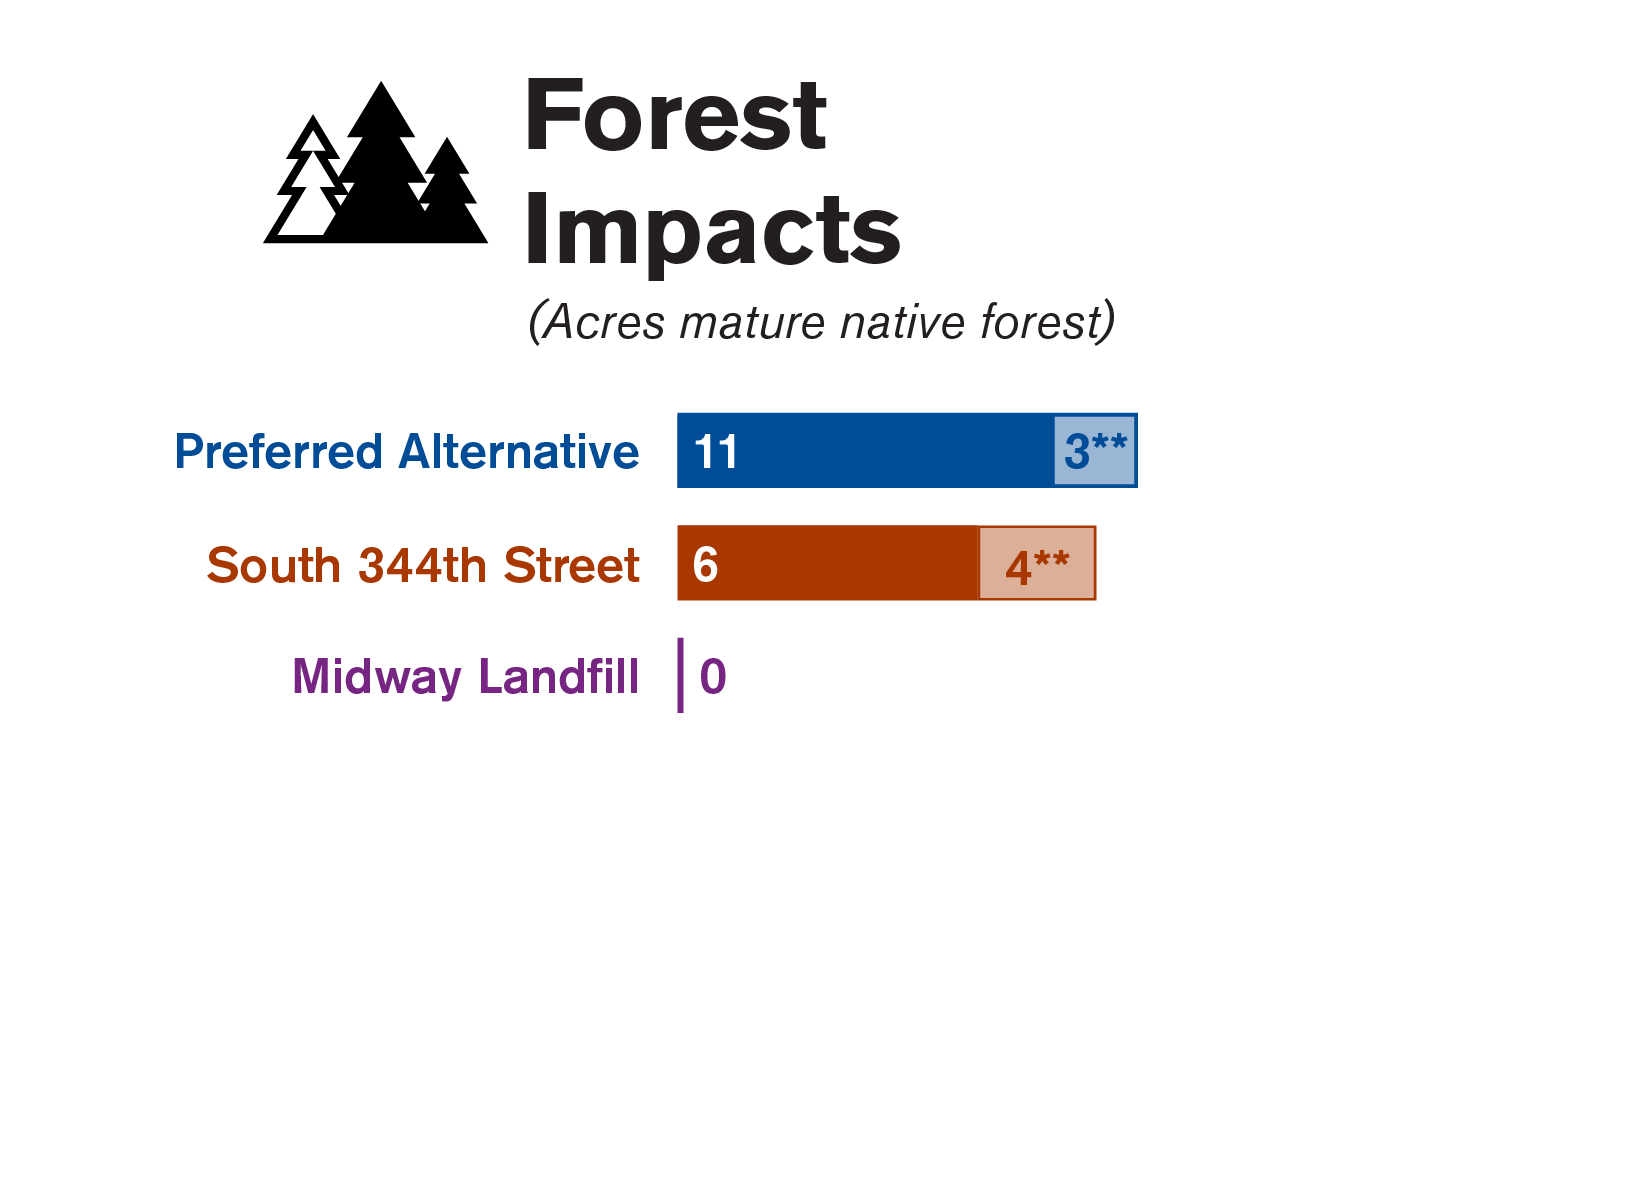 Forest
Impacts
(Acres mature native forest)
Preferred Alternative 11 3**
South 344th Street 6 4**
Midway Landfill 0